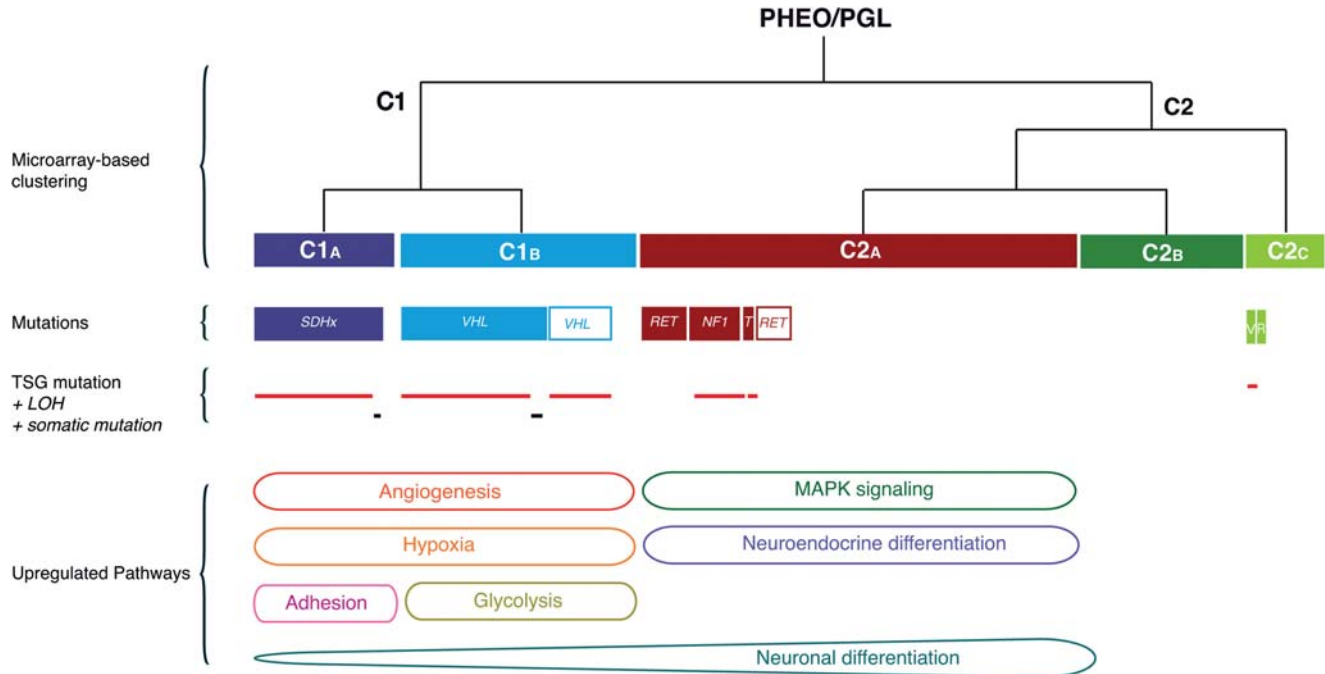 PHEO/PGL
C1
C2
Microarray-based
clustering
C1A
C1B
C2A
C2B
C2C
Mutations
SDHx
VHL
VHL
RET
NF1
T
RET
V
R
TSG mutation
+ LOH
+ somatic mutation
Angiogenesis
MAPK signaling
Hypoxia
Neuroendocrine differentiation
Upregulated Pathways
Adhesion
Glycolysis
Neuronal differentiation